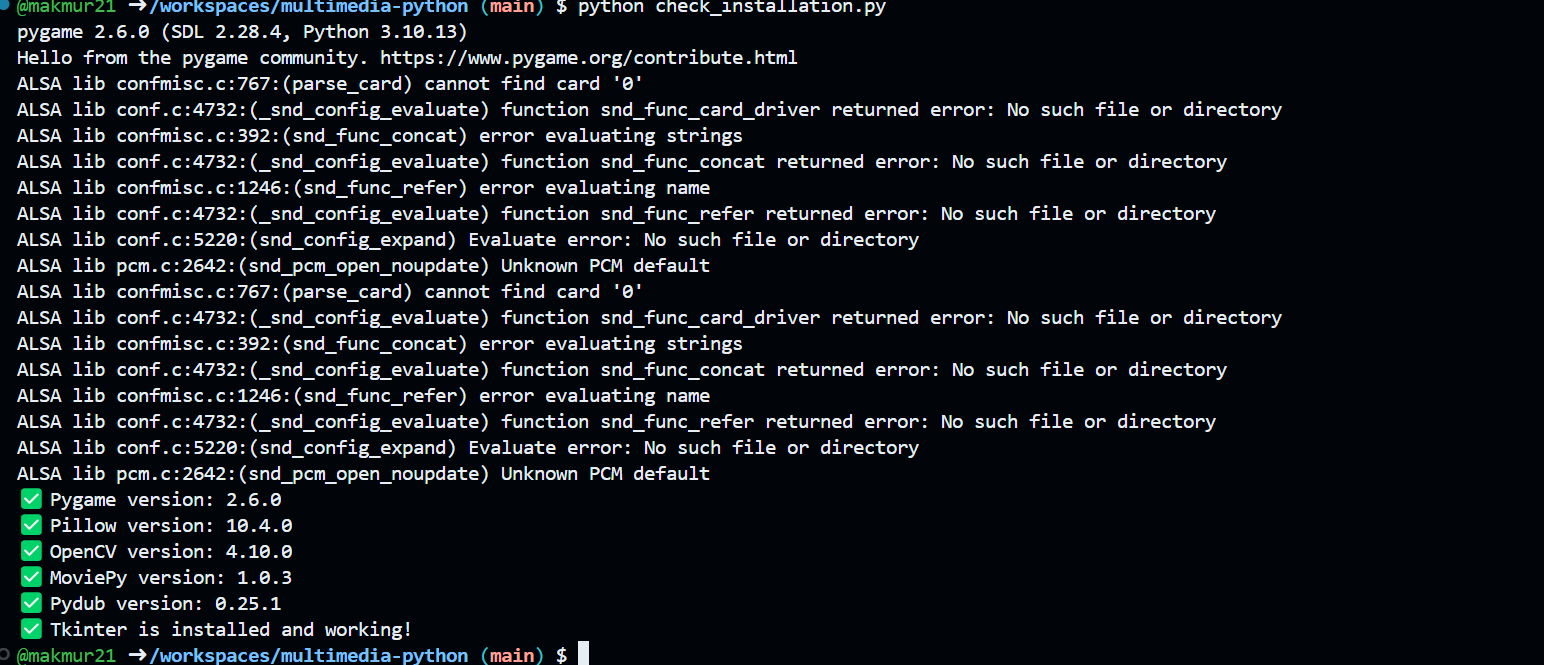 @makmur21 ➜/workspaces/multimedia-python (main) $ python check_installation.py
pygame 2.6.0 (SDL 2.28.4, Python 3.10.13)
Hello from the pygame community. https://www.pygame.org/contribute.html
ALSA lib confmisc.c:767:(parse_card) cannot find card '0'
ALSA lib conf.c:4732:(_snd_config_evaluate) function snd_func_card_driver returned error: No such file or directory
ALSA lib confmisc.c:392:(snd_func_concat) error evaluating strings
ALSA lib conf.c:4732:(_snd_config_evaluate) function snd_func_concat returned error: No such file or directory
ALSA lib confmisc.c:1246:(snd_func_refer) error evaluating name
ALSA lib conf.c:4732:(_snd_config_evaluate) function snd_func_refer returned error: No such file or directory
ALSA lib conf.c:5220:(snd_config_expand) Evaluate error: No such file or directory
ALSA lib pcm.c:2642:(snd_pcm_open_noupdate) Unknown PCM default
ALSA lib confmisc.c:767:(parse_card) cannot find card '0'
ALSA lib conf.c:4732:(_snd_config_evaluate) function snd_func_card_driver returned error: No such file or directory
ALSA lib confmisc.c:392:(snd_func_concat) error evaluating strings
ALSA lib conf.c:4732:(_snd_config_evaluate) function snd_func_concat returned error: No such file or directory
ALSA lib confmisc.c:1246:(snd_func_refer) error evaluating name
ALSA lib conf.c:4732:(_snd_config_evaluate) function snd_func_refer returned error: No such file or directory
ALSA lib conf.c:5220:(snd_config_expand) Evaluate error: No such file or directory
ALSA lib pcm.c:2642:(snd_pcm_open_noupdate) Unknown PCM default
✅ Pygame version: 2.6.0
✅ Pillow version: 10.4.0
✅ OpenCV version: 4.10.0
✅ MoviePy version: 1.0.3
✅ Pydub version: 0.25.1
✅ Tkinter is installed and working!
@makmur21 ➜/workspaces/multimedia-python (main) $